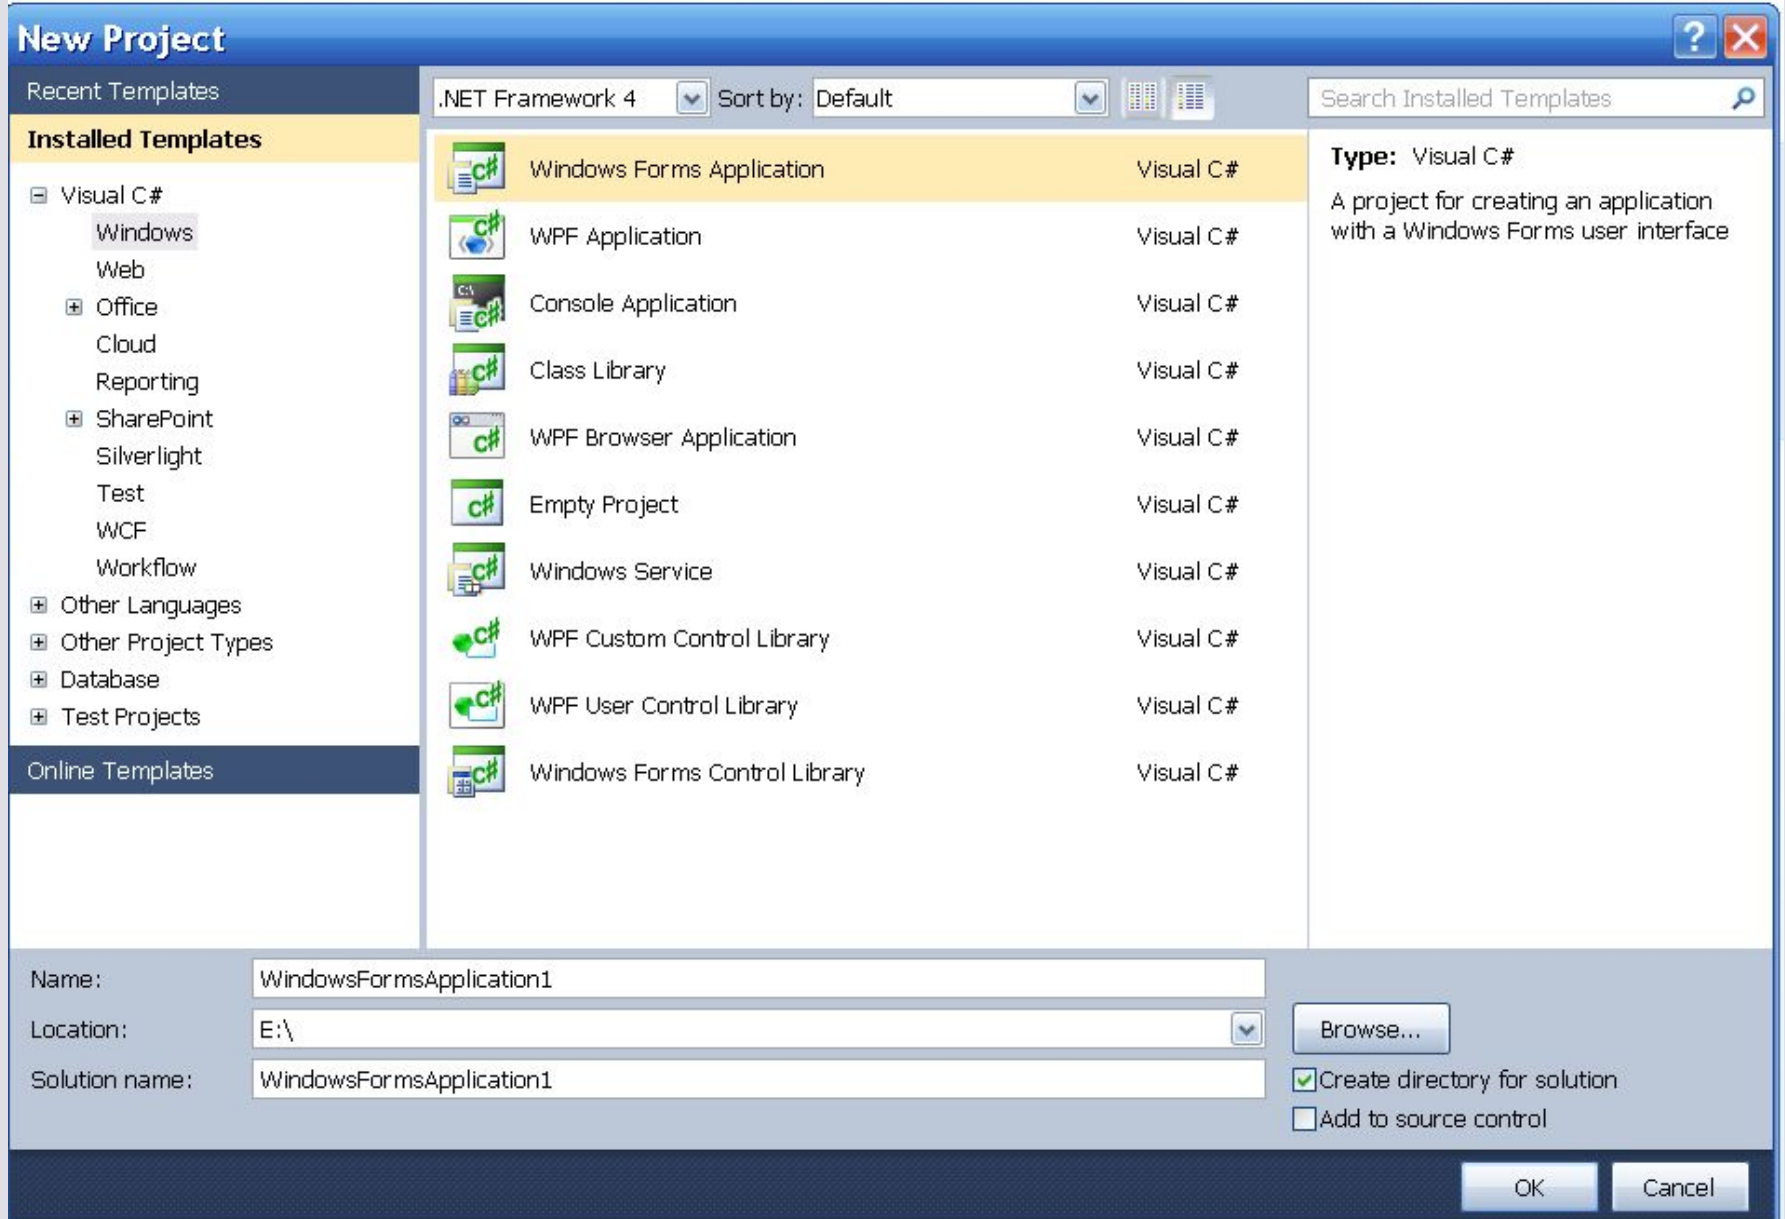 New Project
Recent Templates
.NET Framework 4 Sort by: Default Search Installed Templates
Installed Templates
Visual C#
Windows
Web
Office
Cloud
Reporting
SharePoint
Silverlight
Test
WCF
Workflow
Other Languages
Other Project Types
Database
Test Projects
Online Templates
Windows Forms Application Visual C#
WPF Application Visual C#
Console Application Visual C#
Class Library Visual C#
WPF Browser Application Visual C#
Empty Project Visual C#
Windows Service Visual C#
WPF Custom Control Library Visual C#
WPF User Control Library Visual C#
Windows Forms Control Library Visual C#
Type: Visual C#
A project for creating an application
with a Windows Forms user interface
Name: WindowsFormsApplication1
Location: E:\ Browse...
Solution name: WindowsFormsApplication1
Create directory for solution
Add to source control
OK Cancel